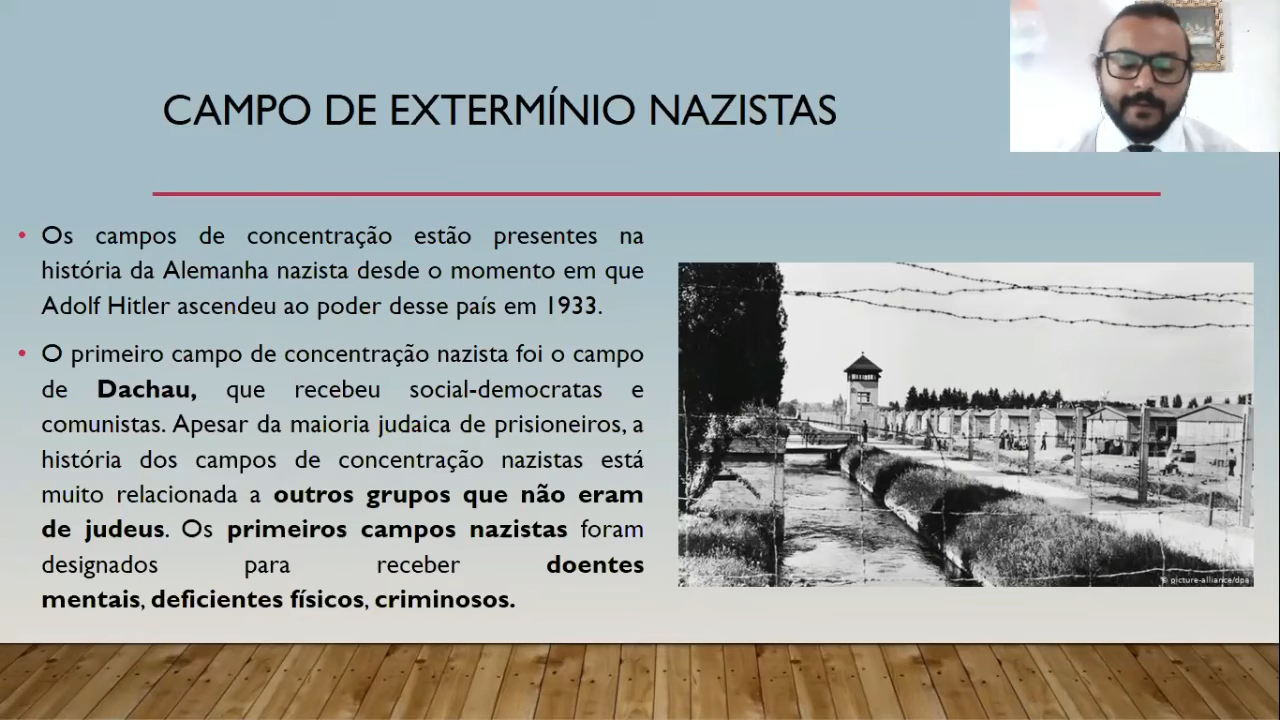 CAMPO DE EXTERMÍNIO NAZISTAS
• Os campos de concentração estão presentes na
história da Alemanha nazista desde o momento em que
Adolf Hitler ascendeu ao poder desse país em 1933.
• O primeiro campo de concentração nazista foi o campo
de Dachau, que recebeu social-democratas e
comunistas. Apesar da maioria judaica de prisioneiros, a
história dos campos de concentração nazistas está
muito relacionada a outros grupos que não eram
de judeus. Os primeiros campos nazistas foram
designados para receber doentes
mentais, deficientes físicos, criminosos.
© picture-alliance/dpa